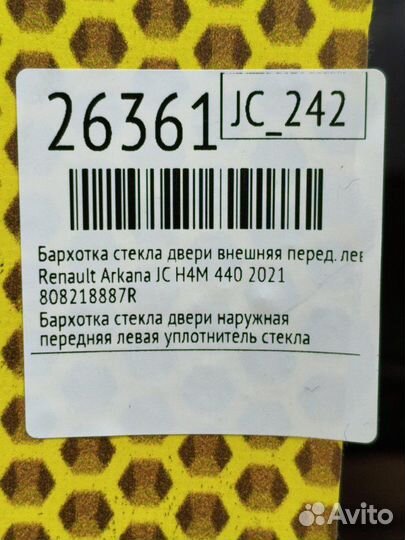 26361
JC_242
Бархотка стекла двери внешняя перед. лев
Renault Arkana JC H4M 440 2021
808218887R
Бархотка стекла двери наружная
передняя левая уплотнитель стекла
Avito